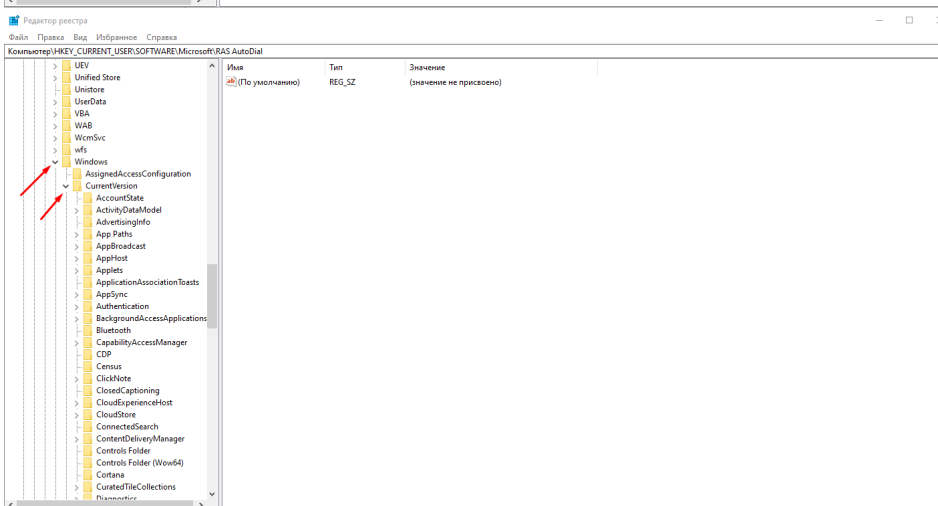 Редактор реестра
Файл Правка Вид Избранное Справка
Компьютер\HKEY_CURRENT_USER\SOFTWARE\Microsoft\RAS AutoDial
Имя Тип Значение
ab (По умолчанию) REG_SZ (значение не присвоено)
UEV
Unified Store
Unistore
UserData
VBA
WAB
WcmSvc
wfs
Windows
AssignedAccessConfiguration
CurrentVersion
AccountState
ActivityDataModel
AdvertisingInfo
App Paths
AppBroadcast
AppHost
Applets
ApplicationAssociationToasts
AppSync
Authentication
BackgroundAccessApplications
Bluetooth
CapabilityAccessManager
CDP
Census
ClickNote
ClosedCaptioning
CloudExperienceHost
CloudStore
ConnectedSearch
ContentDeliveryManager
Controls Folder
Controls Folder (Wow64)
Cortana
CuratedTileCollections
Diagnostics